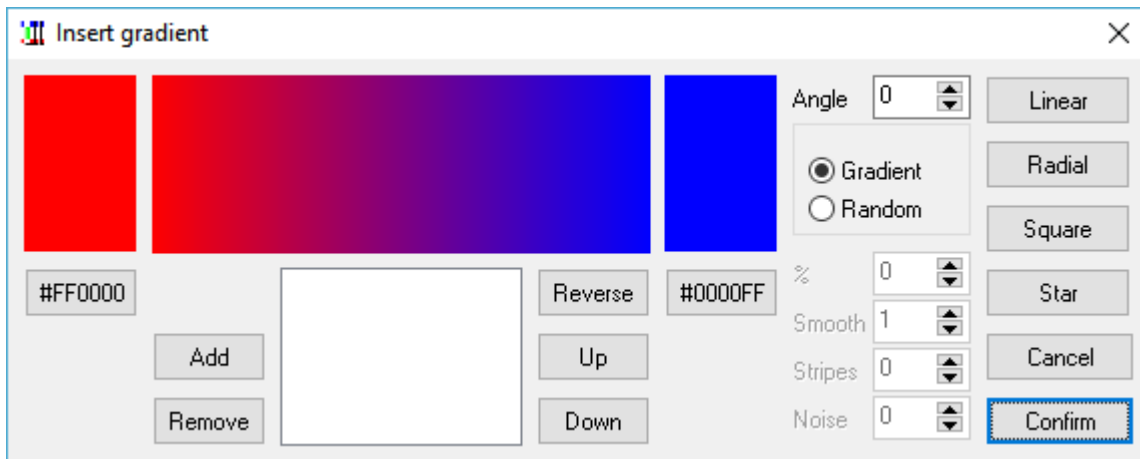 Insert gradient
Angle 0
Linear
Gradient
Random
Radial
Square
#FF0000
Reverse
#0000FF
% 0
Star
Smooth 1
Add
Up
Stripes 0
Cancel
Remove
Down
Noise 0
Confirm